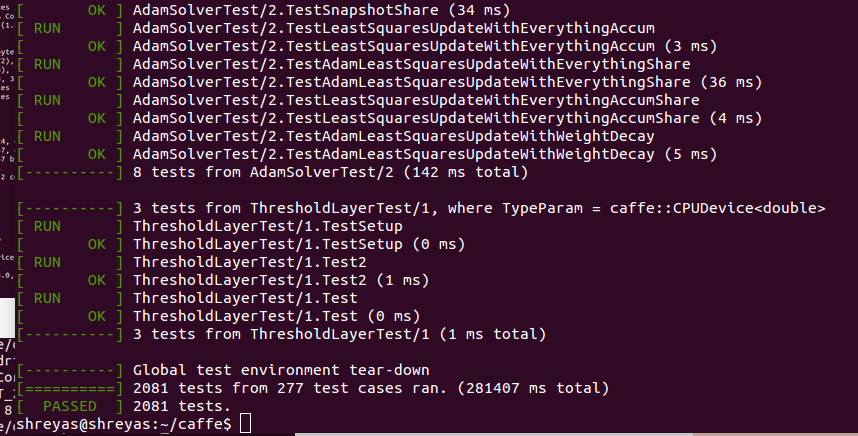 [       OK ] AdamSolverTest/2.TestSnapshotShare (34 ms)
[ RUN      ] AdamSolverTest/2.TestLeastSquaresUpdateWithEverythingAccum
[       OK ] AdamSolverTest/2.TestLeastSquaresUpdateWithEverythingAccum (3 ms)
[ RUN      ] AdamSolverTest/2.TestAdamLeastSquaresUpdateWithEverythingShare
[       OK ] AdamSolverTest/2.TestAdamLeastSquaresUpdateWithEverythingShare (36 ms)
[ RUN      ] AdamSolverTest/2.TestLeastSquaresUpdateWithEverythingAccumShare
[       OK ] AdamSolverTest/2.TestLeastSquaresUpdateWithEverythingAccumShare (4 ms)
[ RUN      ] AdamSolverTest/2.TestAdamLeastSquaresUpdateWithWeightDecay
[       OK ] AdamSolverTest/2.TestAdamLeastSquaresUpdateWithWeightDecay (5 ms)
[----------] 8 tests from AdamSolverTest/2 (142 ms total)
[----------] 3 tests from ThresholdLayerTest/1, where TypeParam = caffe::CPUDevice<double>
[ RUN      ] ThresholdLayerTest/1.TestSetup
[       OK ] ThresholdLayerTest/1.TestSetup (0 ms)
[ RUN      ] ThresholdLayerTest/1.Test2
[       OK ] ThresholdLayerTest/1.Test2 (1 ms)
[ RUN      ] ThresholdLayerTest/1.Test
[       OK ] ThresholdLayerTest/1.Test (0 ms)
[----------] 3 tests from ThresholdLayerTest/1 (1 ms total)
[----------] Global test environment tear-down
[==========] 2081 tests from 277 test cases ran. (281407 ms total)
[  PASSED  ] 2081 tests.
shreyas@shreyas:~/caffe$